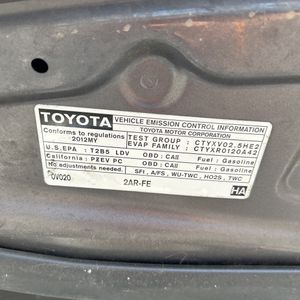 TOYOTA VEHICLE EMISSION CONTROL INFORMATION
TOYOTA MOTOR CORPORATION
Conforms to regulations 2012MY
TEST GROUP : CTYXV02.5HE2
EVAP FAMILY : CTYXR0120A42
U.S.EPA : T2B5 LDV OBD : CAII Fuel : Gasoline
California : PZEV PC OBD : CAII Fuel : Gasoline
No adjustments needed. SFI, A/FS, WU-TWC, HO2S, TWC
0V020 2AR-FE HA